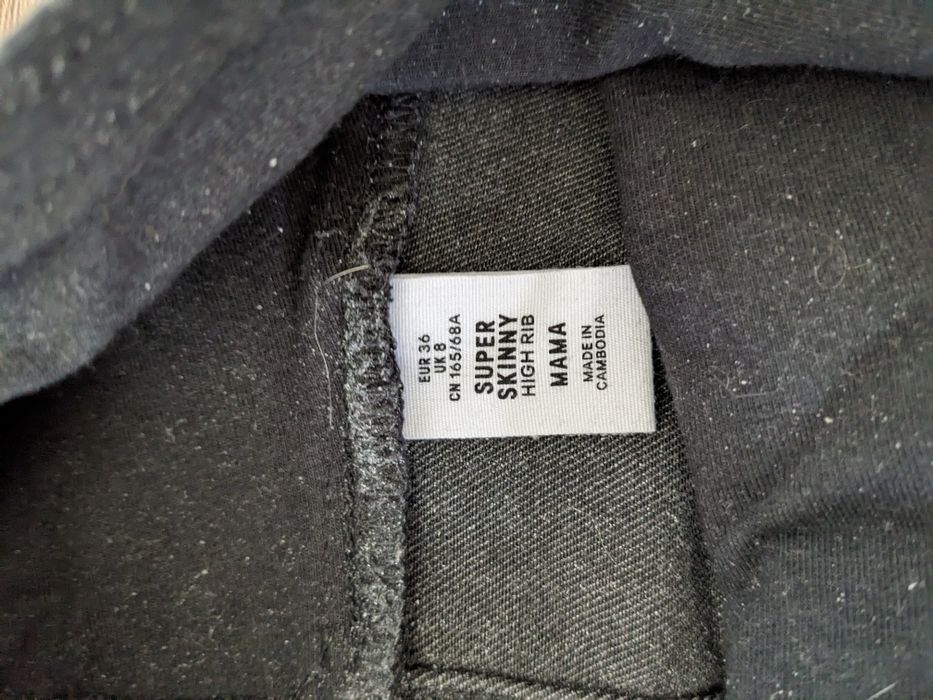 EUR 36
UK 8
CN 165/68A
SUPER
SKINNY
HIGH RIB
MAMA
MADE IN
CAMBODIA